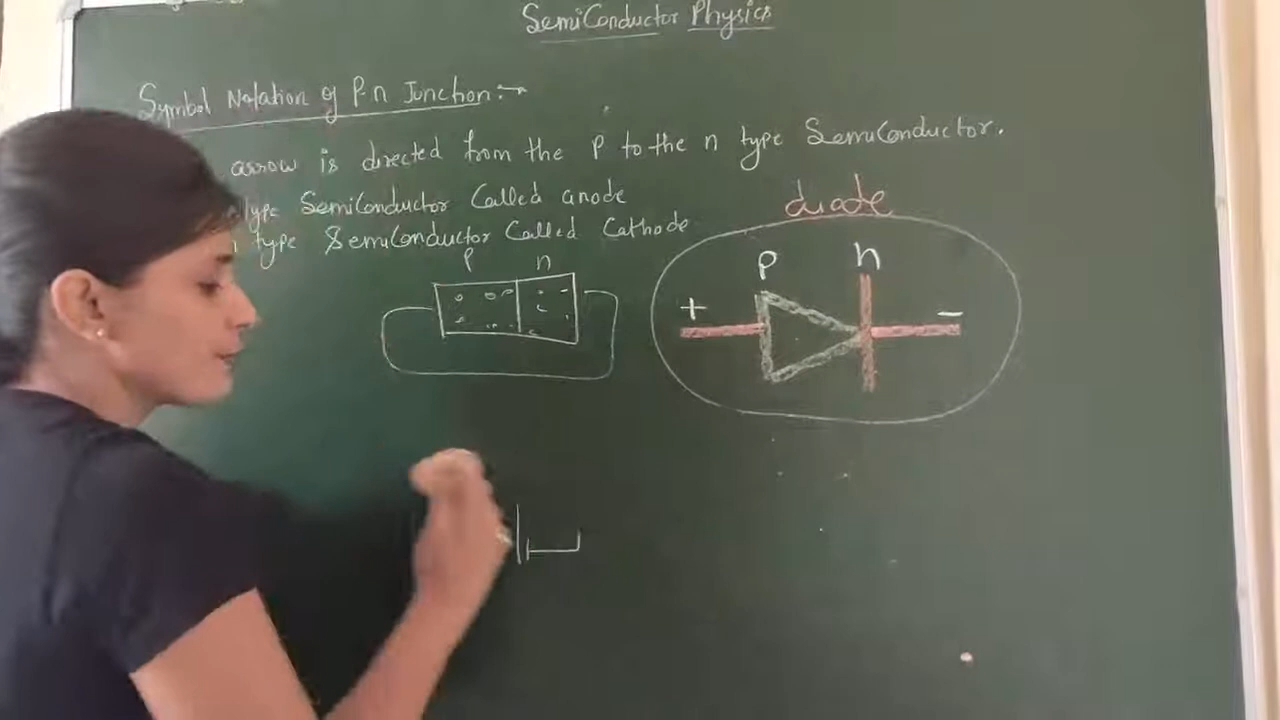 SemiConductor Physics
Symbol Notation of P-n Junction:→
arrow is directed from the P to the n type SemiConductor.
type SemiConductor Called anode
n type SemiConductor Called Cathode
diode
P n
P n
+ -